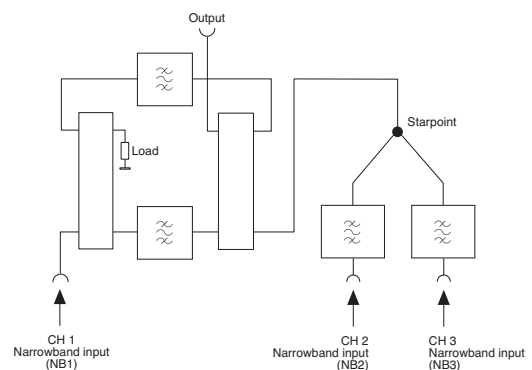 Output
Starpoint
Load
CH 1
Narrowband input
(NB1)
CH 2
Narrowband input
(NB2)
CH 3
Narrowband input
(NB3)